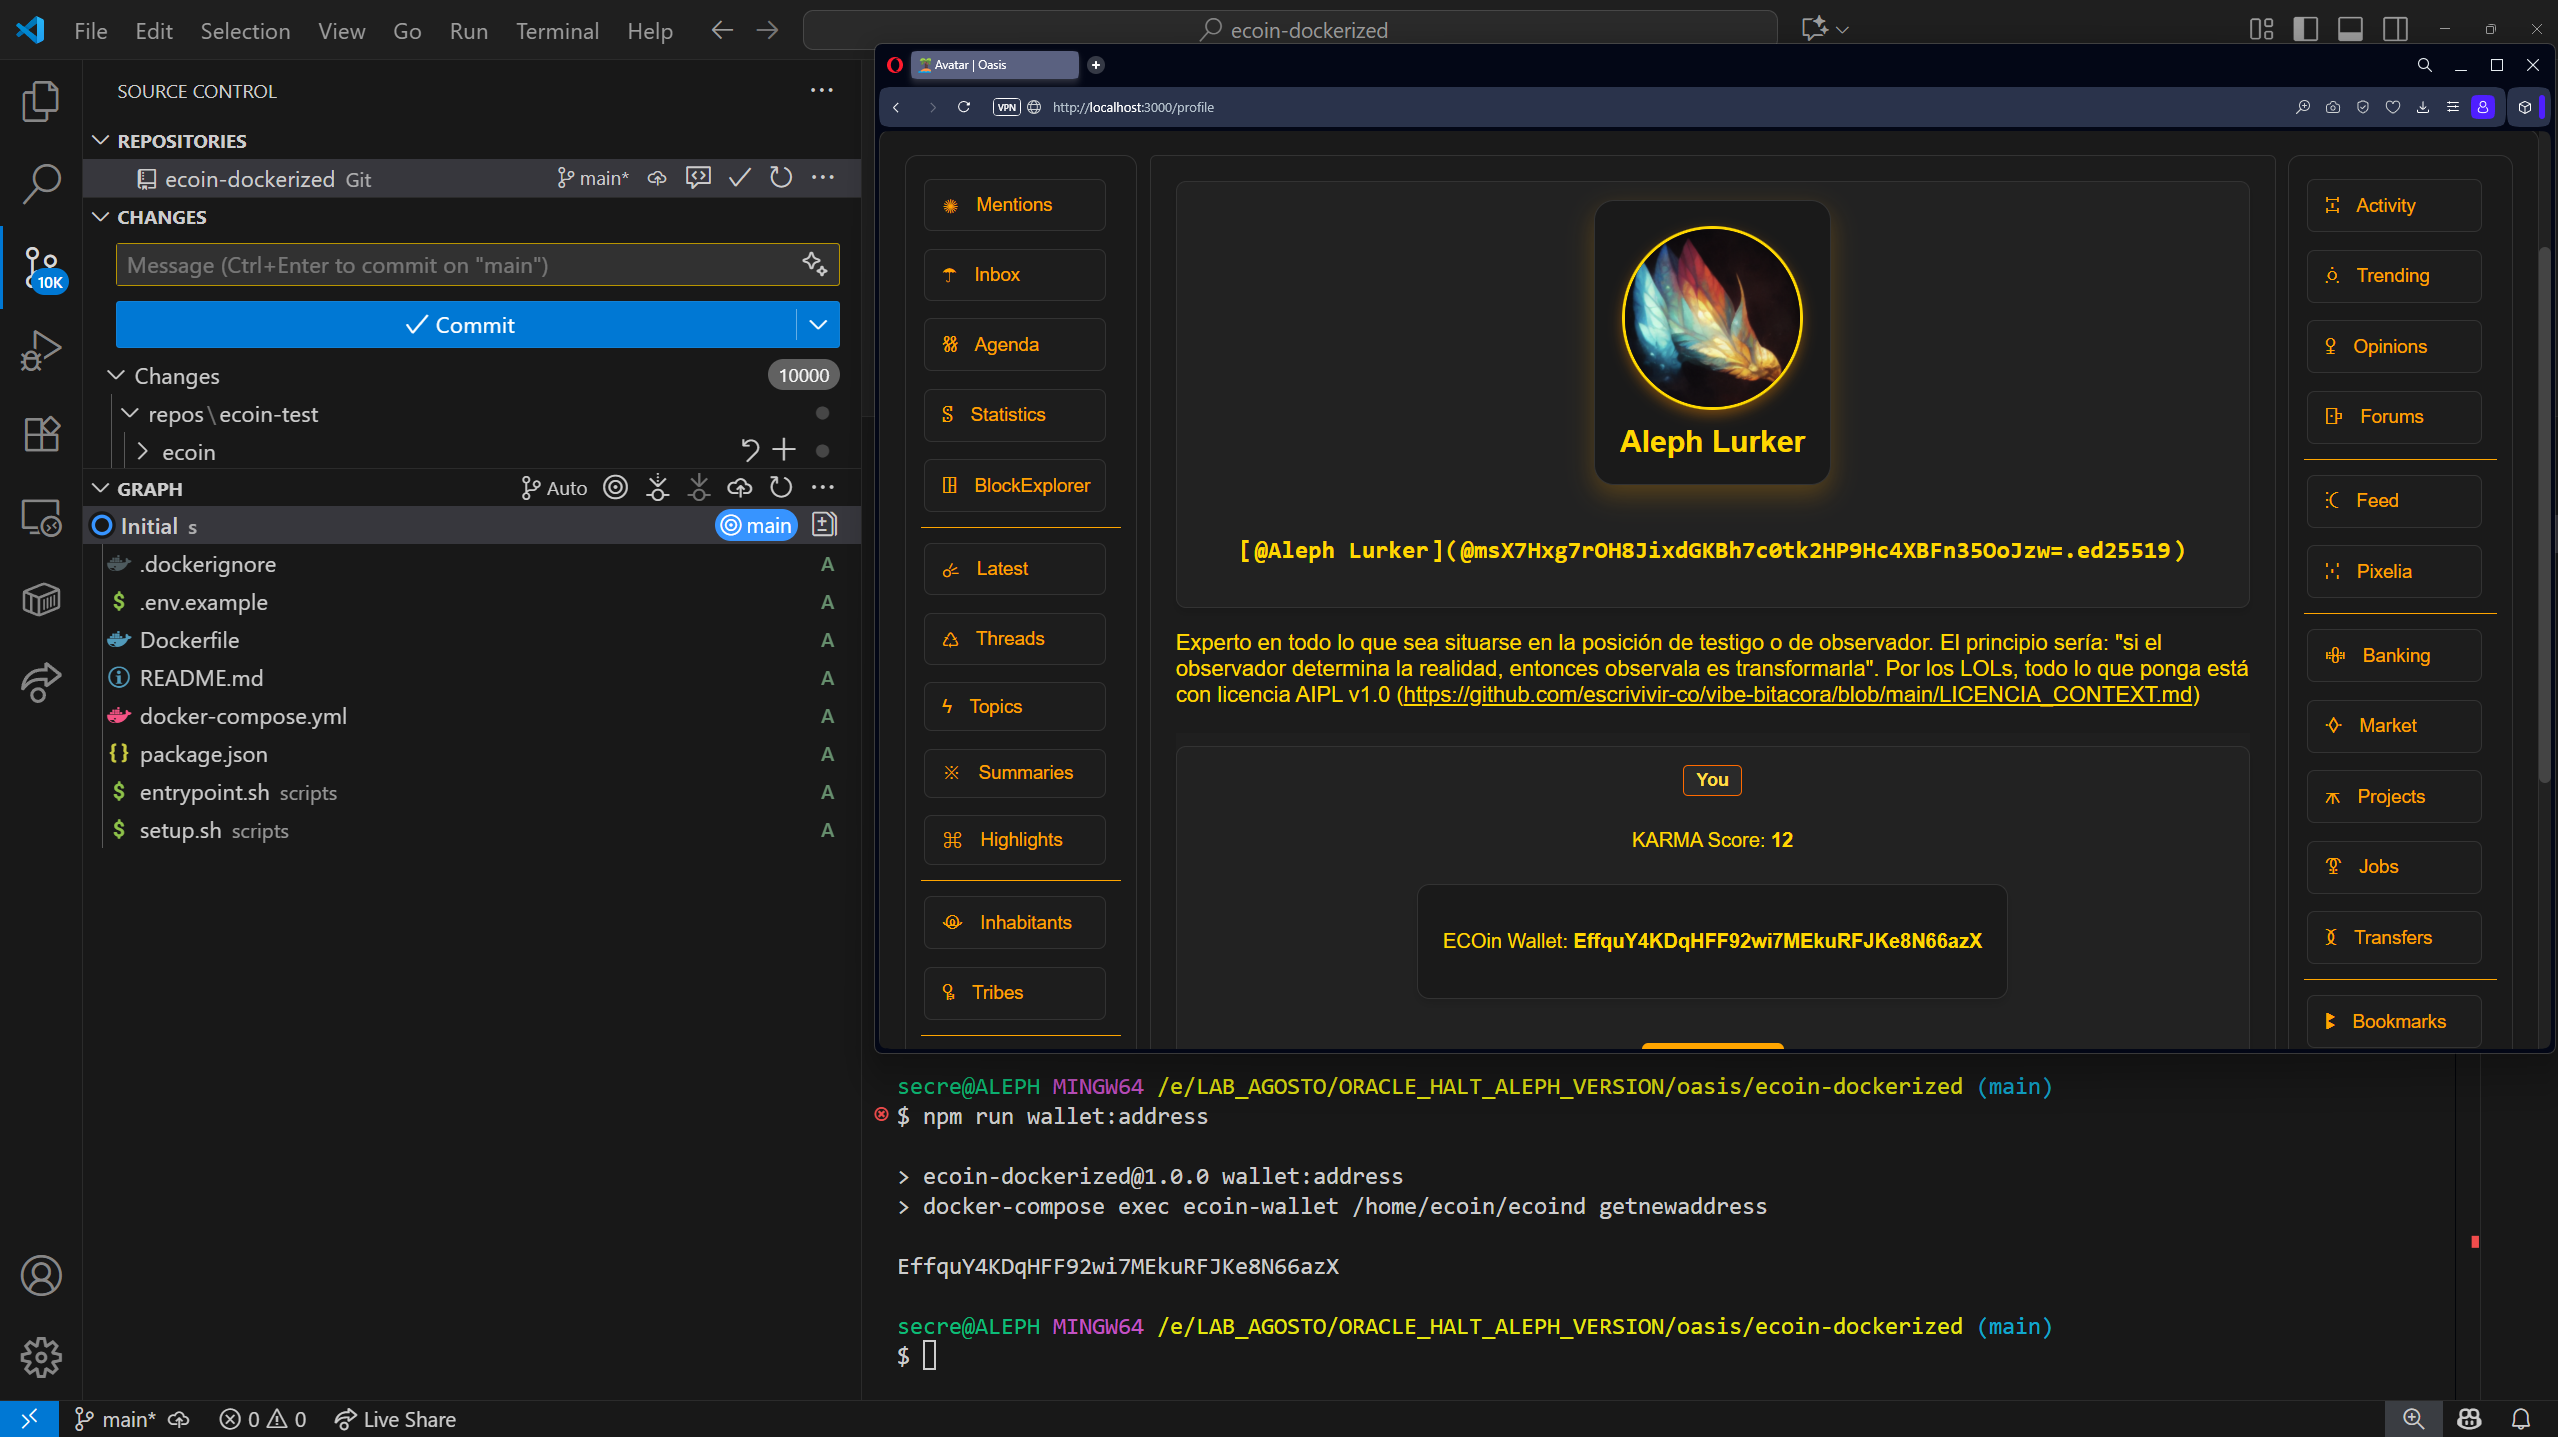 File Edit Selection View Go Run Terminal Help
ecoin-dockerized
SOURCE CONTROL
REPOSITORIES
ecoin-dockerized Git main*
CHANGES
Message (Ctrl+Enter to commit on "main")
Commit
10K
Changes 10000
repos\ecoin-test
ecoin
GRAPH Auto
Initial s main
.dockerignore A
.env.example A
Dockerfile A
README.md A
docker-compose.yml A
package.json A
entrypoint.sh scripts A
setup.sh scripts A
Avatar | Oasis
VPN http://localhost:3000/profile
Mentions
Inbox
Agenda
Statistics
BlockExplorer
Latest
Threads
Topics
Summaries
Highlights
Inhabitants
Tribes
Aleph Lurker
[@Aleph Lurker](@msX7Hxg7rOH8JixdGKBh7c0tk2HP9Hc4XBFn35OoJzw=.ed25519)
Experto en todo lo que sea situarse en la posición de testigo o de observador. El principio sería: "si el
observador determina la realidad, entonces observala es transformarla". Por los LOLs, todo lo que ponga está
con licencia AIPL v1.0 (https://github.com/escrivivir-co/vibe-bitacora/blob/main/LICENCIA_CONTEXT.md)
You
KARMA Score: 12
ECOin Wallet: EffquY4KDqHFF92wi7MEkuRFJKe8N66azX
Activity
Trending
Opinions
Forums
Feed
Pixelia
Banking
Market
Projects
Jobs
Transfers
Bookmarks
secre@ALEPH MINGW64 /e/LAB_AGOSTO/ORACLE_HALT_ALEPH_VERSION/oasis/ecoin-dockerized (main)
$ npm run wallet:address
> ecoin-dockerized@1.0.0 wallet:address
> docker-compose exec ecoin-wallet /home/ecoin/ecoind getnewaddress
EffquY4KDqHFF92wi7MEkuRFJKe8N66azX
secre@ALEPH MINGW64 /e/LAB_AGOSTO/ORACLE_HALT_ALEPH_VERSION/oasis/ecoin-dockerized (main)
$
main* 0 0 Live Share